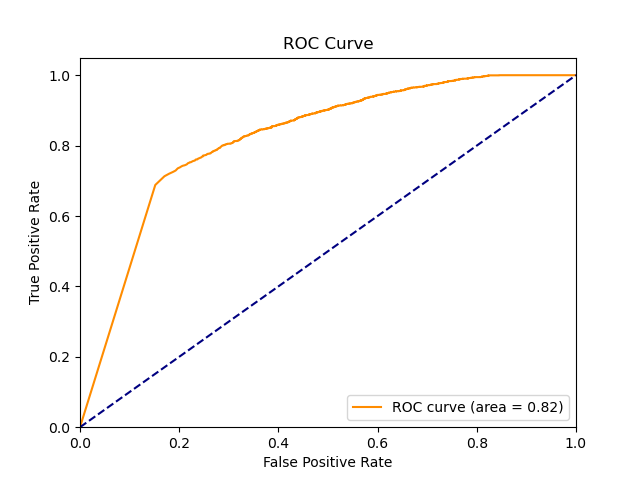 ROC Curve
True Positive Rate
1.0
0.8
0.6
0.4
0.2
0.0
0.0 0.2 0.4 0.6 0.8 1.0
False Positive Rate
ROC curve (area = 0.82)